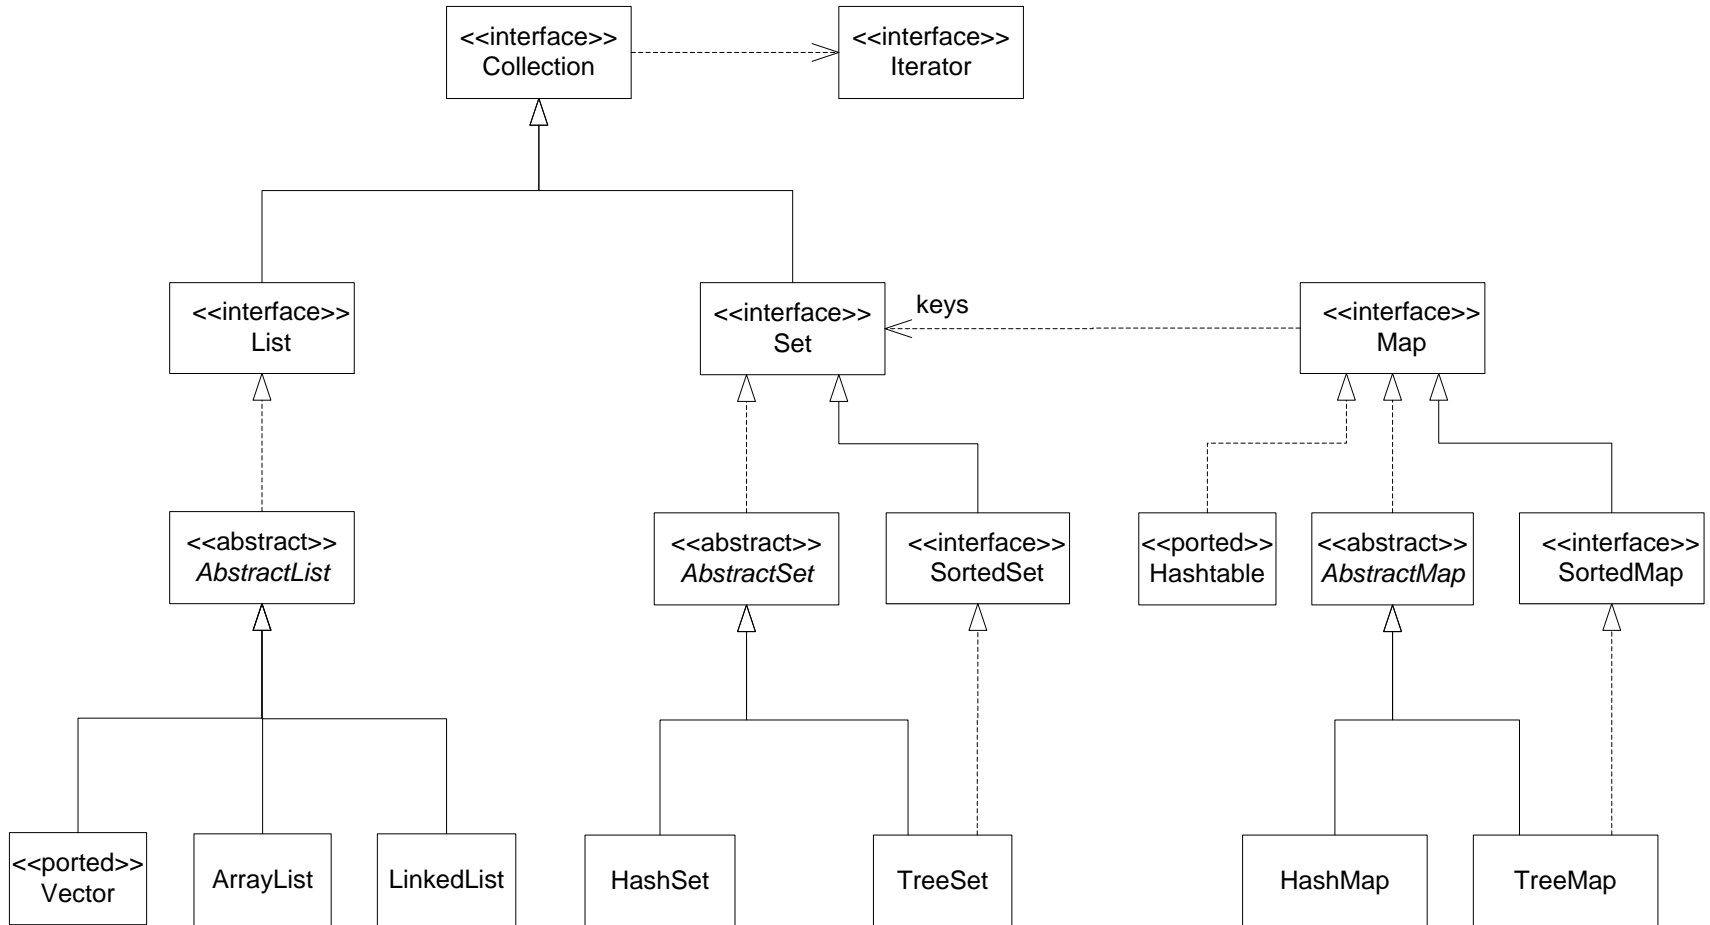 <<interface>>
Collection
<<interface>>
Iterator
<<interface>>
List
<<interface>>
Set
keys
<<interface>>
Map
<<abstract>>
AbstractList
<<abstract>>
AbstractSet
<<interface>>
SortedSet
<<ported>>
Hashtable
<<abstract>>
AbstractMap
<<interface>>
SortedMap
<<ported>>
Vector
ArrayList
LinkedList
HashSet
TreeSet
HashMap
TreeMap